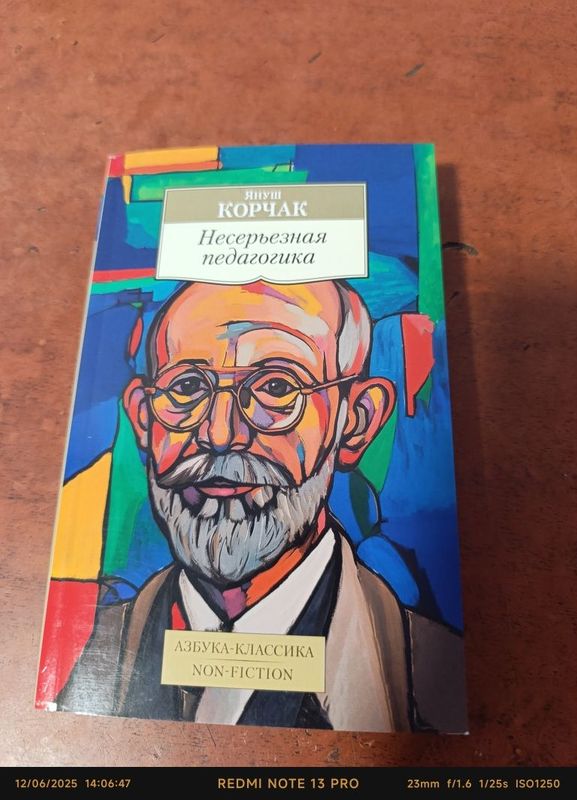 Януш
КОРЧАК
Несерьезная
педагогика
АЗБУКА-КЛАССИКА
NON-FICTION
12/06/2025 14:06:47 REDMI NOTE 13 PRO 23mm f/1.6 1/25s ISO1250